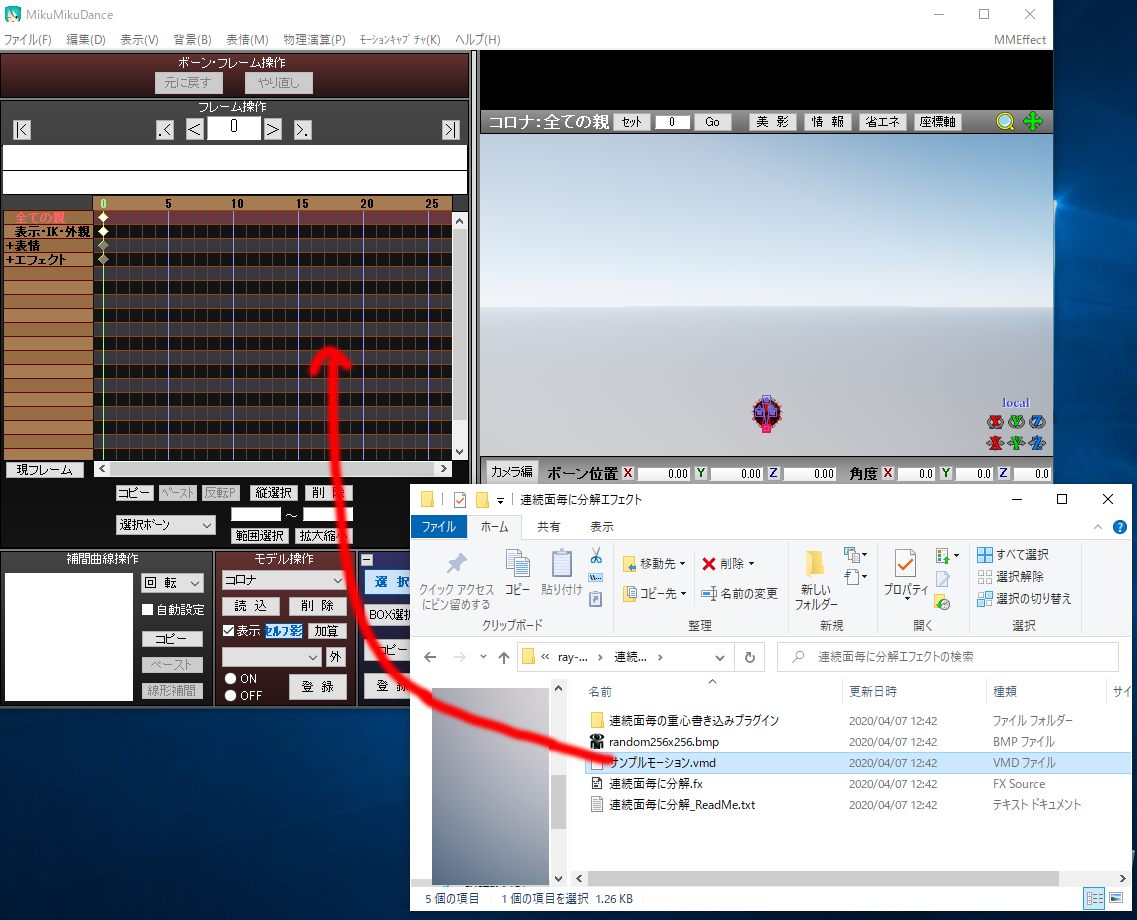 MikuMikuDance
ファイル(F) 編集(D) 表示(V) 背景(B) 表情(M) 物理演算(P) ﾓｰｼｮﾝｷｬﾌﾟﾁｬ(K) ヘルプ(H) MMEffect
ボーン・フレーム操作
元に戻す やり直し
フレーム操作
|< .< < 0 > >. >|
0 5 10 15 20 25
全ての親
表示・IK・外親
+表情
+エフェクト
現フレーム < >
コピー ﾍﾟｰｽﾄ 反転P 縦選択 削 除
選択ボーン ～
範囲選択 拡大縮小
補間曲線操作
回 転
自動設定
コピー
ペースト
線形補間
モデル操作
コロナ
読 込 削 除
表示 ｾﾙﾌ影 加算
外
ON
OFF
登 録
選 択
BOX選択
コピー
登 録
コロナ:全ての親 ｾｯﾄ 0 Go 美 影 情 報 省エネ 座標軸
local
X Y Z
X Y Z
カメラ編 ボーン位置 X 0.00 Y 0.00 Z 0.00 角度 X 0.0 Y 0.0 Z 0.0
連続面毎に分解エフェクト
ファイル ホーム 共有 表示
クイック アクセス
にピン留めする
コピー
貼り付け
クリップボード
移動先
コピー先
削除
名前の変更
整理
新しい
フォルダー
新規
プロパティ
開く
すべて選択
選択解除
選択の切り替え
選択
« ray-... › 連続... ›
連続面毎に分解エフェクトの検索
名前 更新日時 種類 サイ
連続面毎の重心書き込みプラグイン 2020/04/07 12:42 ファイル フォルダー
random256x256.bmp 2020/04/07 12:42 BMP ファイル
サンプルモーション.vmd 2020/04/07 12:42 VMD ファイル
連続面毎に分解.fx 2020/04/07 12:42 FX Source
連続面毎に分解_ReadMe.txt 2020/04/07 12:42 テキスト ドキュメント
5 個の項目 1 個の項目を選択 1.26 KB